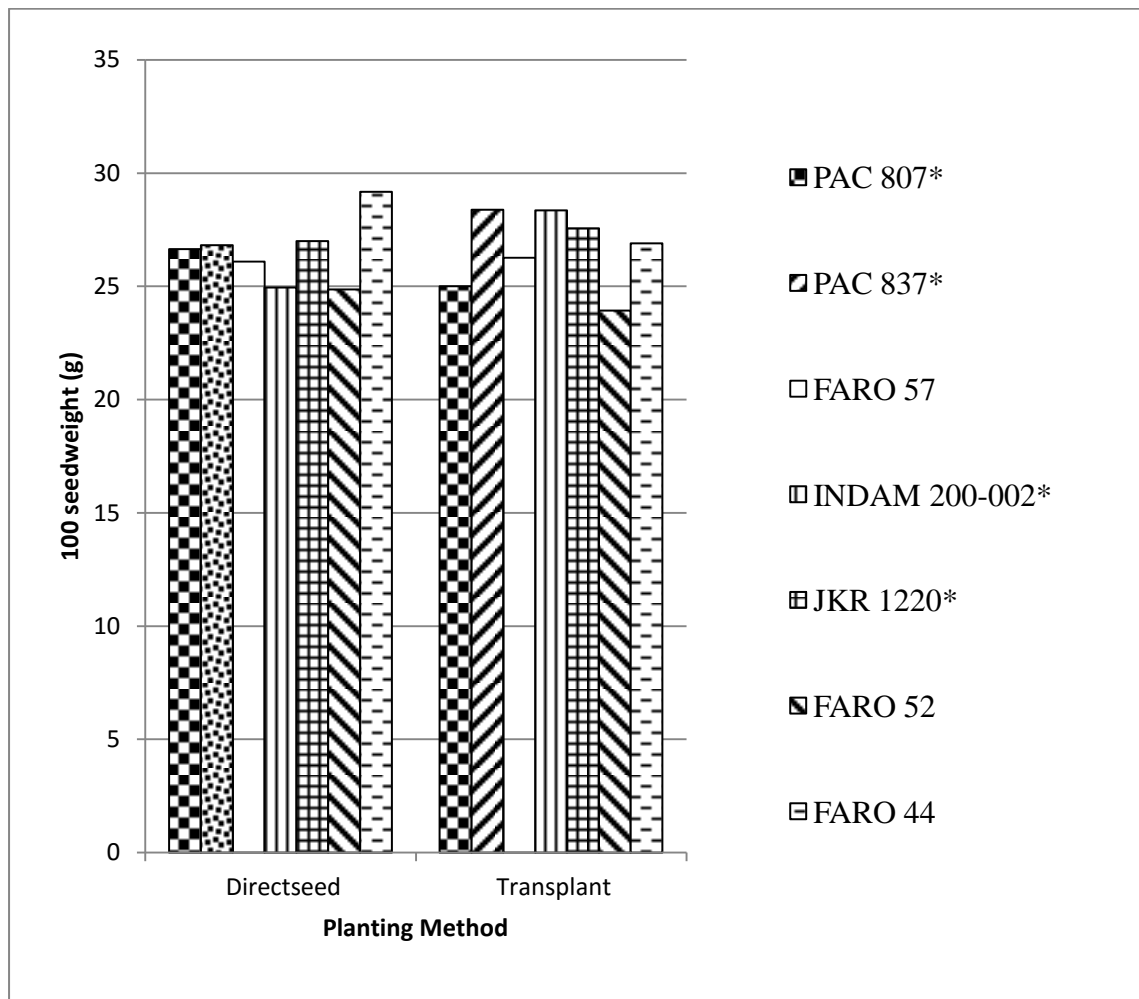 35
30
25
20
15
10
5
0
100 seedweight (g)
Directseed
Transplant
Planting Method
PAC 807*
PAC 837*
FARO 57
INDAM 200-002*
JKR 1220*
FARO 52
FARO 44